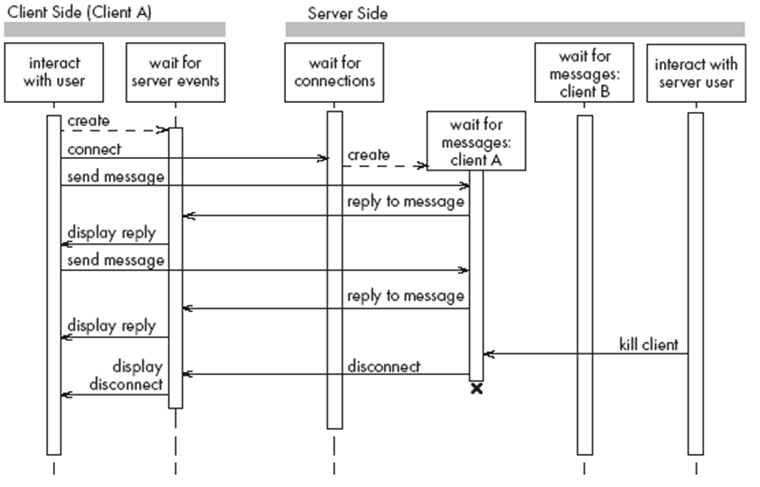 Client Side (Client A)
Server Side
interact
with user
wait for
server events
wait for
connections
wait for
messages:
client B
interact with
server user
create
wait for
messages:
client A
connect
create
send message
reply to message
display reply
send message
reply to message
display reply
kill client
display
disconnect
disconnect